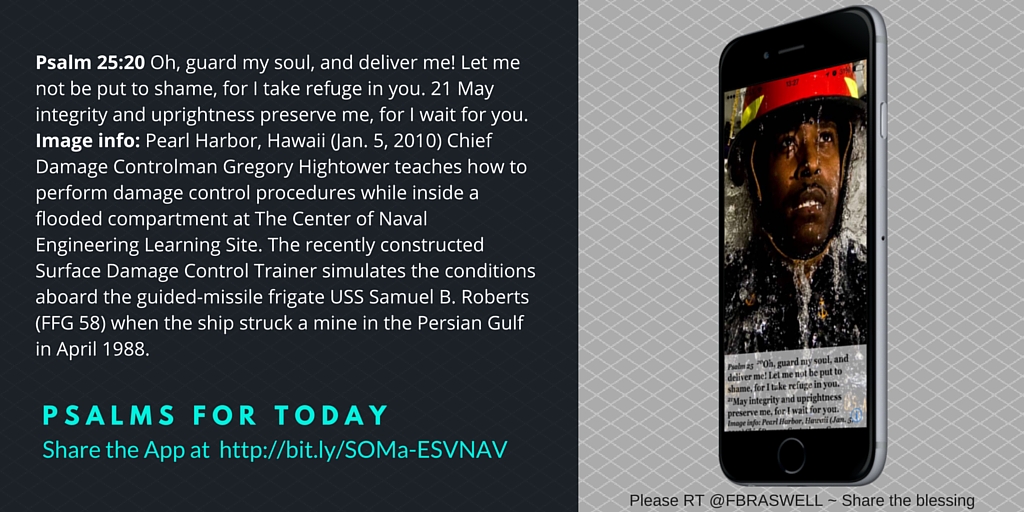 Psalm 25:20 Oh, guard my soul, and deliver me! Let me
not be put to shame, for I take refuge in you. 21 May
integrity and uprightness preserve me, for I wait for you.
Image info: Pearl Harbor, Hawaii (Jan. 5, 2010) Chief
Damage Controlman Gregory Hightower teaches how to
perform damage control procedures while inside a
flooded compartment at The Center of Naval
Engineering Learning Site. The recently constructed
Surface Damage Control Trainer simulates the conditions
aboard the guided-missile frigate USS Samuel B. Roberts
(FFG 58) when the ship struck a mine in the Persian Gulf
in April 1988.
PSALMS FOR TODAY
Share the App at http://bit.ly/SOMa-ESVNAV
Psalm 25 20Oh, guard my soul, and
deliver me! Let me not be put to
shame, for I take refuge in you.
21May integrity and uprightness
preserve me, for I wait for you.
Image info: Pearl Harbor, Hawaii (Jan. 5,
Please RT @FBRASWELL ~ Share the blessing